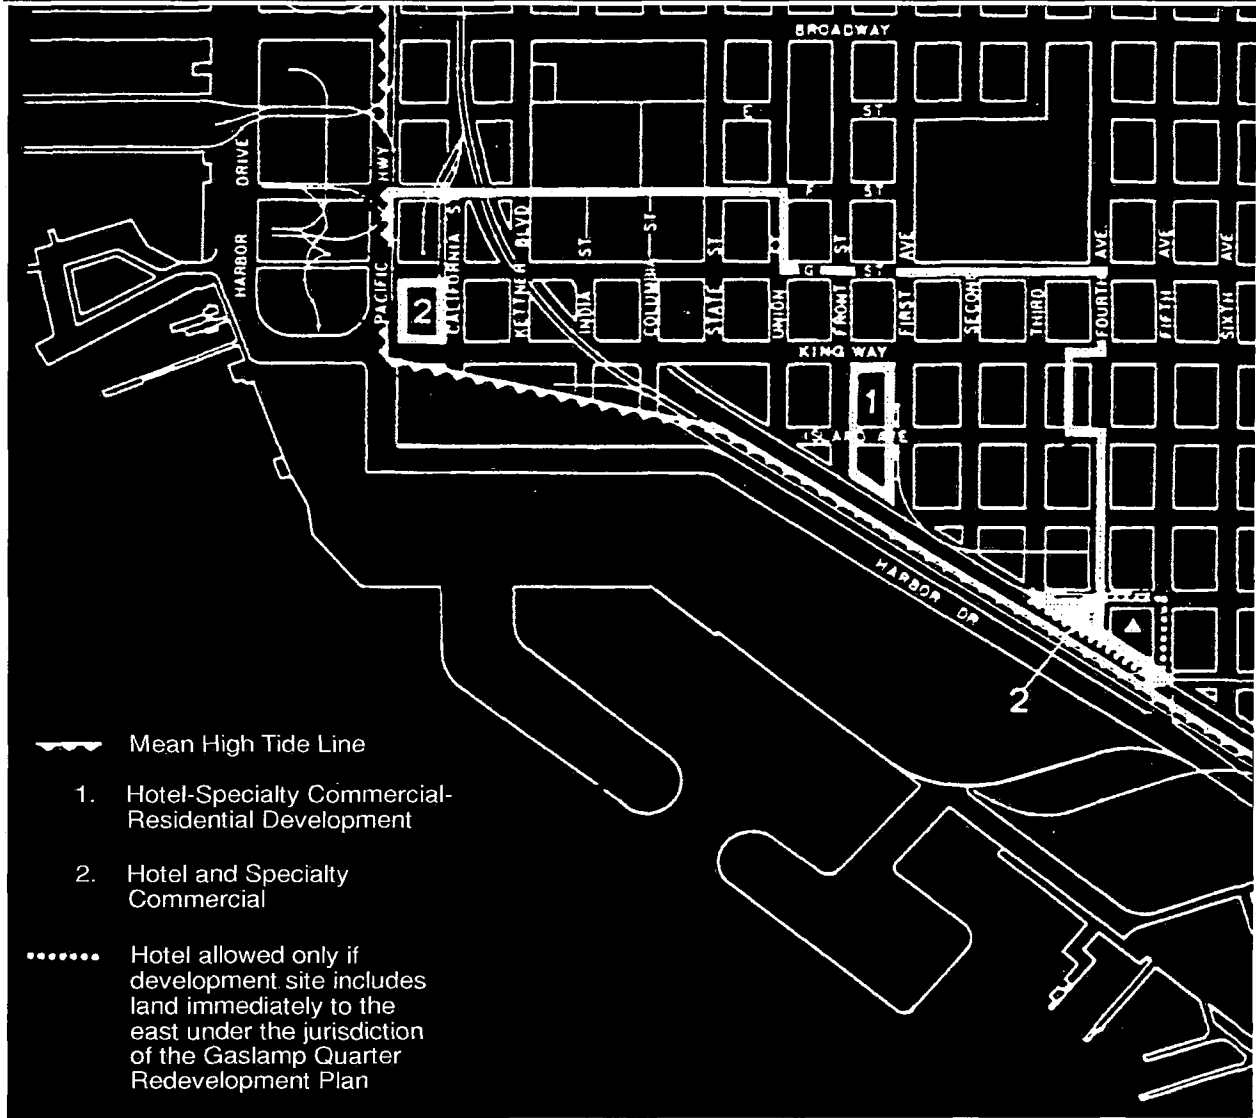 BROADWAY
E ST
HARBOR DRIVE
PACIFIC HWY
F ST
CALIFORNIA S
KETTNER BLVD
INDIA ST
COLUMBIA ST
STATE ST
UNION
FRONT ST
FIRST AVE
SECOND
THIRD
FOURTH AVE.
FIFTH AVE
SIXTH AVE
G ST
2
KING WAY
1
ISLAND AVE
HARBOR DR
2
Mean High Tide Line
1. Hotel-Specialty Commercial-
Residential Development
2. Hotel and Specialty
Commercial
Hotel allowed only if
development site includes
land immediately to the
east under the jurisdiction
of the Gaslamp Quarter
Redevelopment Plan